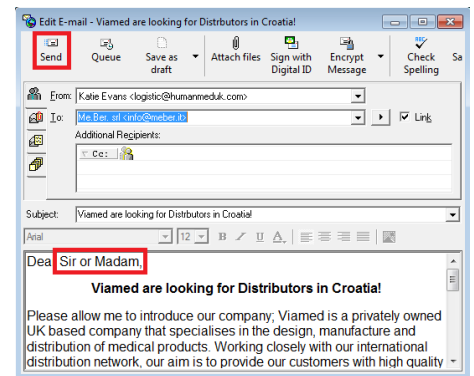 Edit E-mail - Viamed are looking for Distrbutors in Croatia!
Send Queue Save as draft Attach files Sign with Digital ID Encrypt Message ABC Check Spelling Sa
From: Katie Evans <logistic@humanmeduk.com>
To: Me.Ber. srl <info@meber.it> Link
Additional Recipients:
Cc:
Subject: Viamed are looking for Distrbutors in Croatia!
Arial 12 B I U A
Dear Sir or Madam,
Viamed are looking for Distributors in Croatia!
Please allow me to introduce our company; Viamed is a privately owned
UK based company that specialises in the design, manufacture and
distribution of medical products. Working closely with our international
distribution network, our aim is to provide our customers with high quality